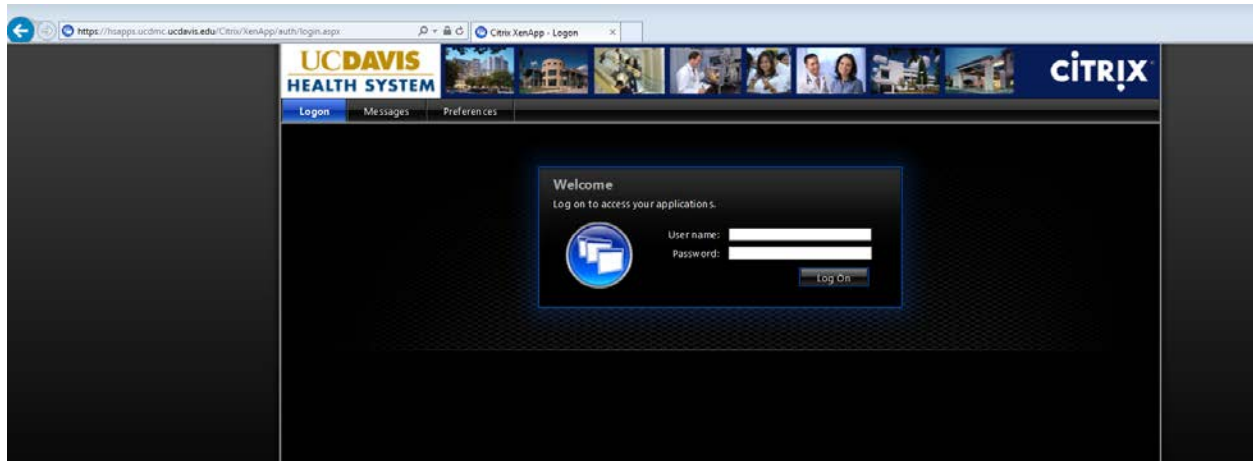 https://hsapps.ucdmc.ucdavis.edu/Citrix/XenApp/auth/login.aspx
Citrix XenApp - Logon
UCDAVIS
HEALTH SYSTEM
CITRIX
Logon Messages Preferences
Welcome
Log on to access your applications.
User name:
Password:
Log On